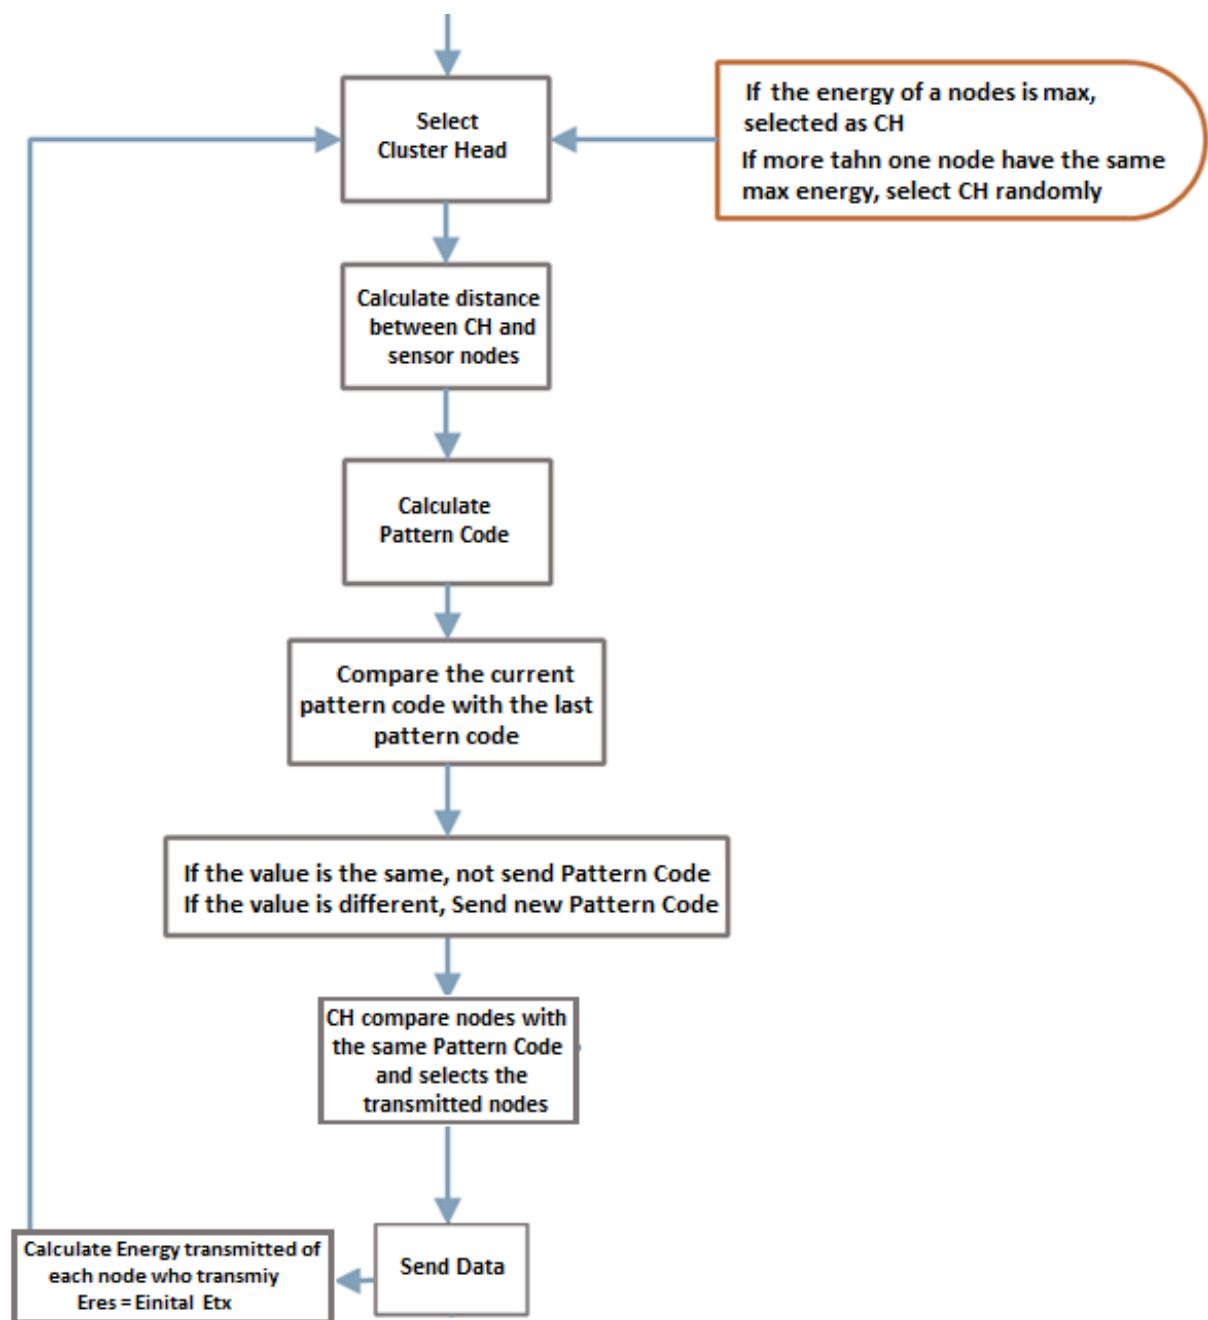 Select
Cluster Head
If the energy of a nodes is max,
selected as CH
If more tahn one node have the same
max energy, select CH randomly
Calculate distance
between CH and
sensor nodes
Calculate
Pattern Code
Compare the current
pattern code with the last
pattern code
If the value is the same, not send Pattern Code
If the value is different, Send new Pattern Code
CH compare nodes with
the same Pattern Code
and selects the
transmitted nodes
Send Data
Calculate Energy transmitted of
each node who transmiy
Eres = Einital Etx